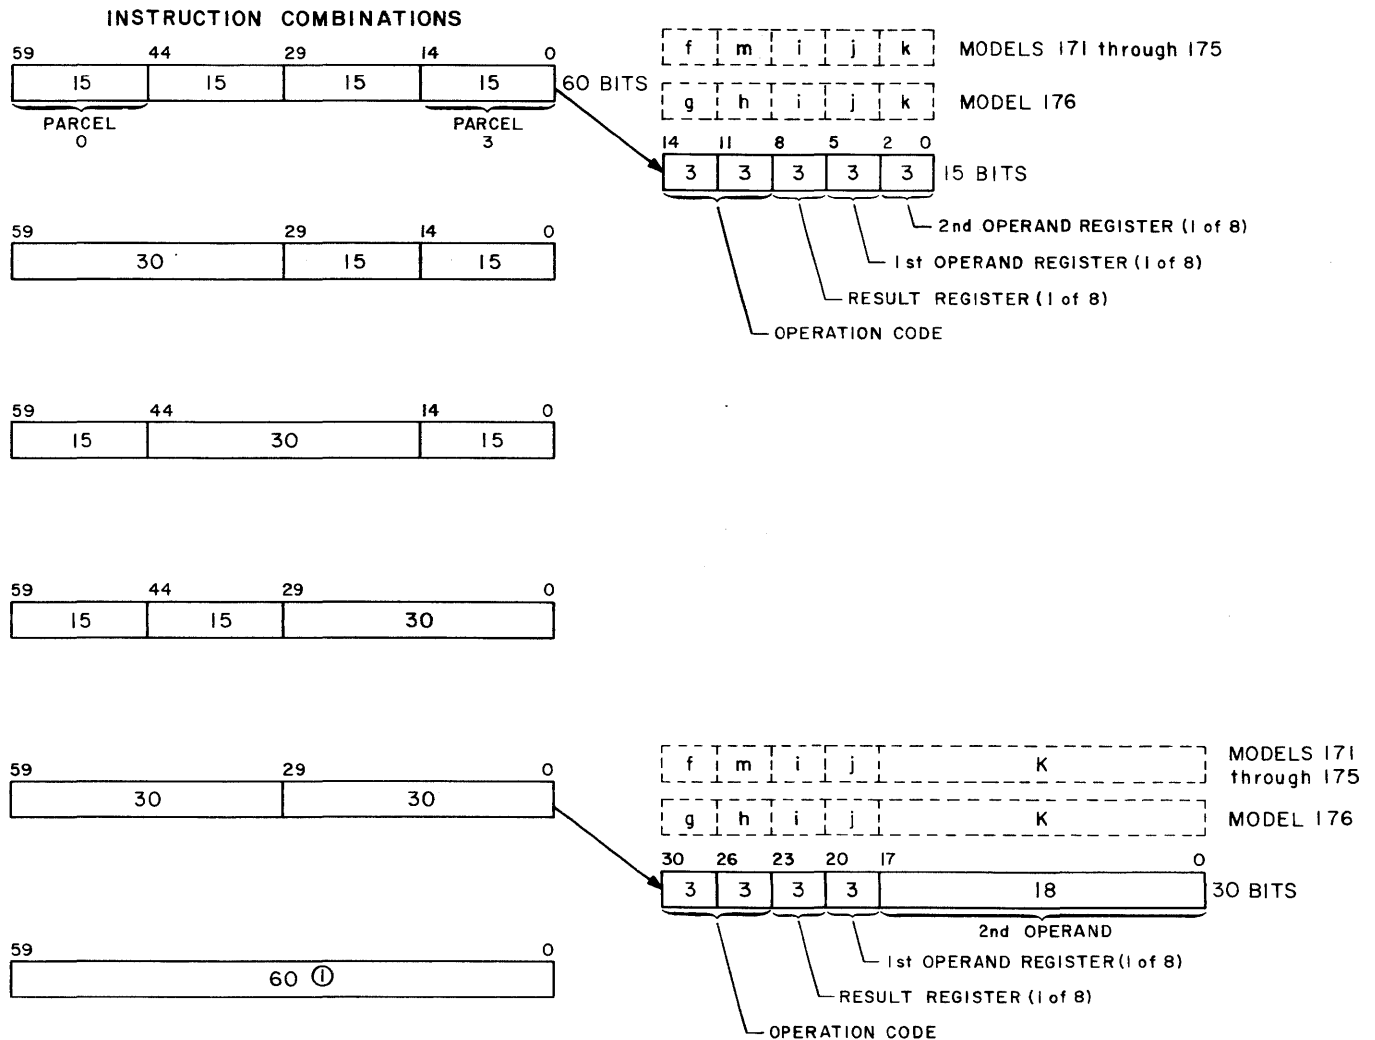 INSTRUCTION COMBINATIONS
59 44 29 14 0
15 15 15 15 60 BITS
PARCEL 0
PARCEL 3
f m i j k MODELS 171 through 175
g h i j k MODEL 176
14 11 8 5 2 0
3 3 3 3 3 15 BITS
2nd OPERAND REGISTER (1 of 8)
1st OPERAND REGISTER (1 of 8)
RESULT REGISTER (1 of 8)
OPERATION CODE
59 29 14 0
30 15 15
59 44 14 0
15 30 15
59 44 29 0
15 15 30
59 29 0
30 30
f m i j K MODELS 171
through 175
g h i j K MODEL 176
30 26 23 20 17 0
3 3 3 3 18 30 BITS
2nd OPERAND
1st OPERAND REGISTER (1 of 8)
RESULT REGISTER (1 of 8)
OPERATION CODE
59 0
60 ①